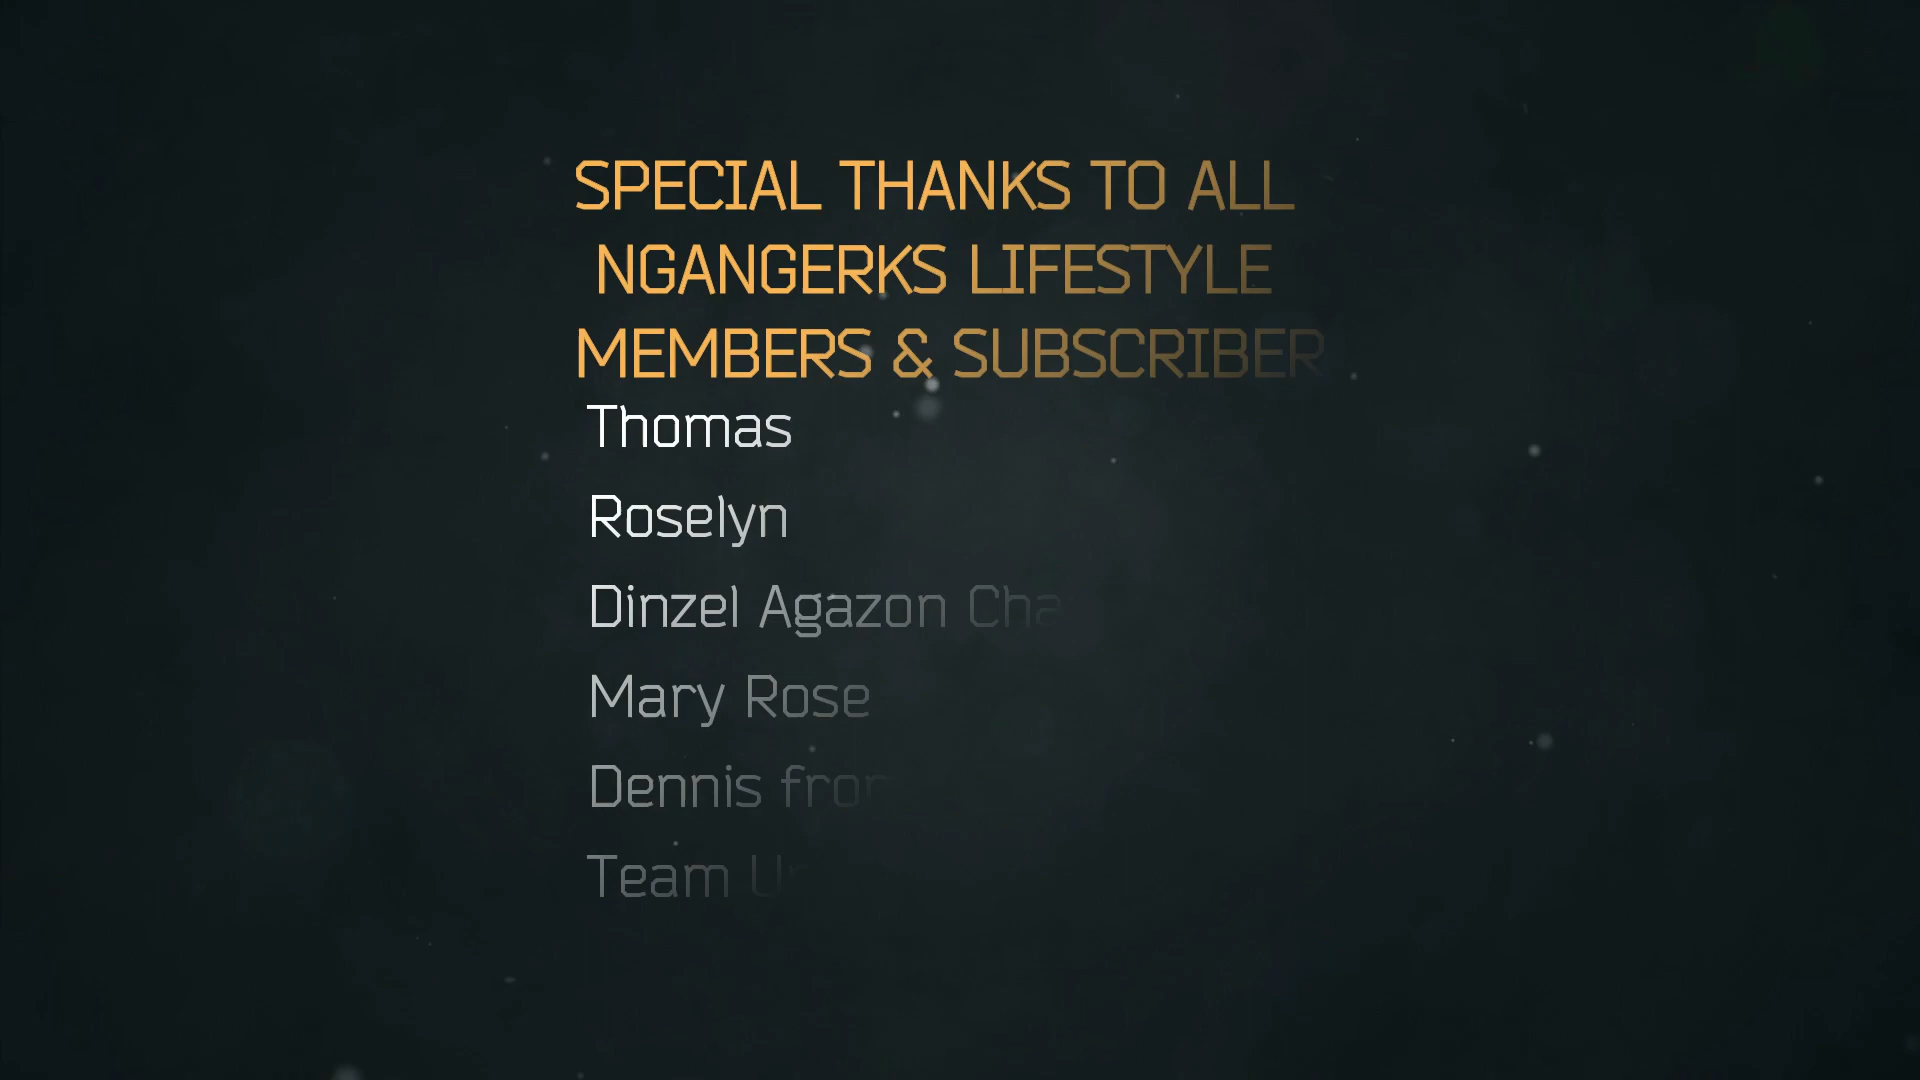 SPECIAL THANKS TO ALL
NGANGERKS LIFESTYLE
MEMBERS & SUBSCRIBER
Thomas
Roselyn
Dinzel Agazon
Mary Rose
Dennis
Team